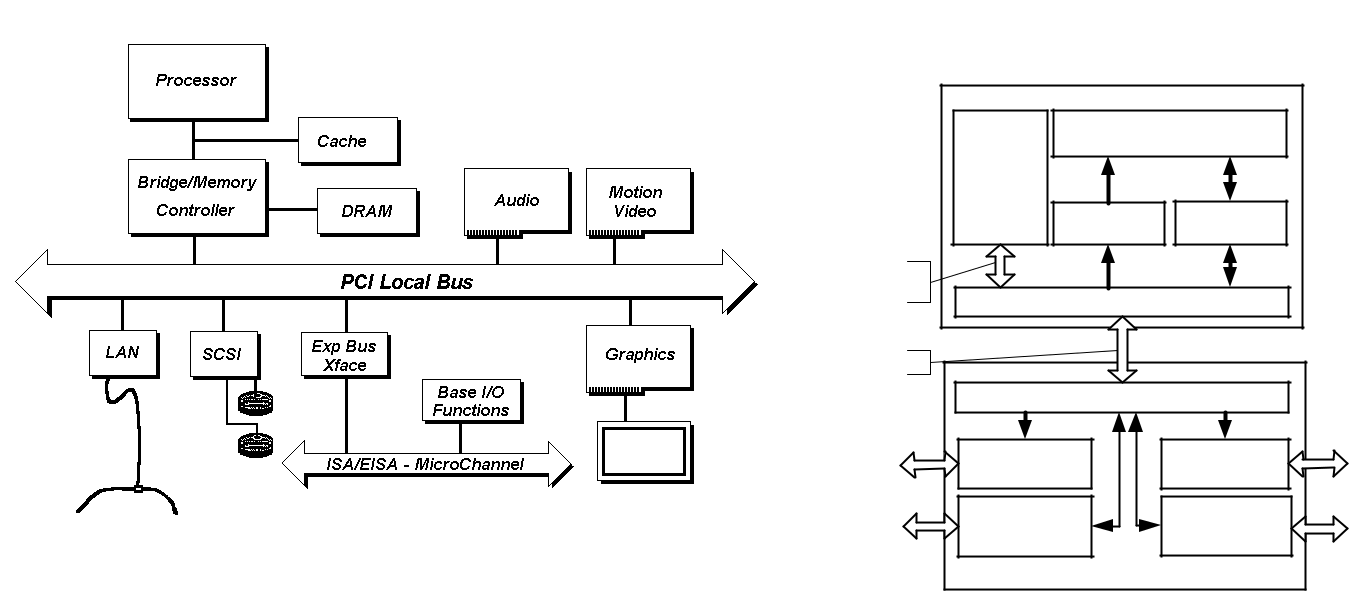 Processor
Cache
Bridge/Memory
Controller
DRAM
Audio
Motion
Video
PCI Local Bus
LAN
SCSI
Exp Bus
Xface
Graphics
Base I/O
Functions
ISA/EISA - MicroChannel